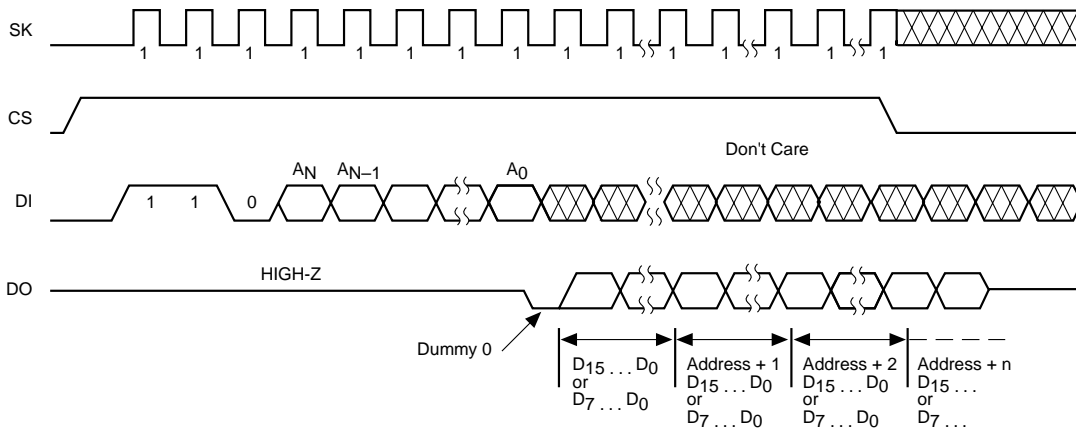 SK
1 1 1 1 1 1 1 1 1 1 1 1 1 1 1
CS
Don't Care
AN AN–1 A0
DI
1 1 0
HIGH-Z
DO
Dummy 0
D15 . . . D0
or
D7 . . . D0
Address + 1
D15 . . . D0
or
D7 . . . D0
Address + 2
D15 . . . D0
or
D7 . . . D0
Address + n
D15 . . .
or
D7 . . .